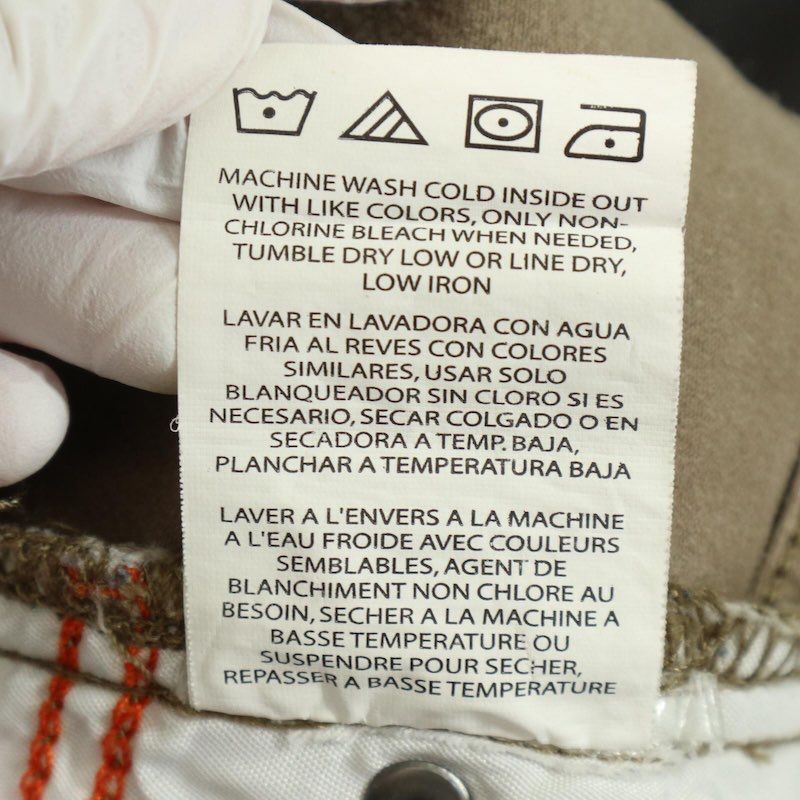 MACHINE WASH COLD INSIDE OUT
WITH LIKE COLORS, ONLY NON-
CHLORINE BLEACH WHEN NEEDED,
TUMBLE DRY LOW OR LINE DRY,
LOW IRON
LAVAR EN LAVADORA CON AGUA
FRIA AL REVES CON COLORES
SIMILARES, USAR SOLO
BLANQUEADOR SIN CLORO SI ES
NECESARIO, SECAR COLGADO O EN
SECADORA A TEMP. BAJA,
PLANCHAR A TEMPERATURA BAJA
LAVER A L'ENVERS A LA MACHINE
A L'EAU FROIDE AVEC COULEURS
SEMBLABLES, AGENT DE
BLANCHIMENT NON CHLORE AU
BESOIN, SECHER A LA MACHINE A
BASSE TEMPERATURE OU
SUSPENDRE POUR SECHER,
REPASSER A BASSE TEMPERATURE